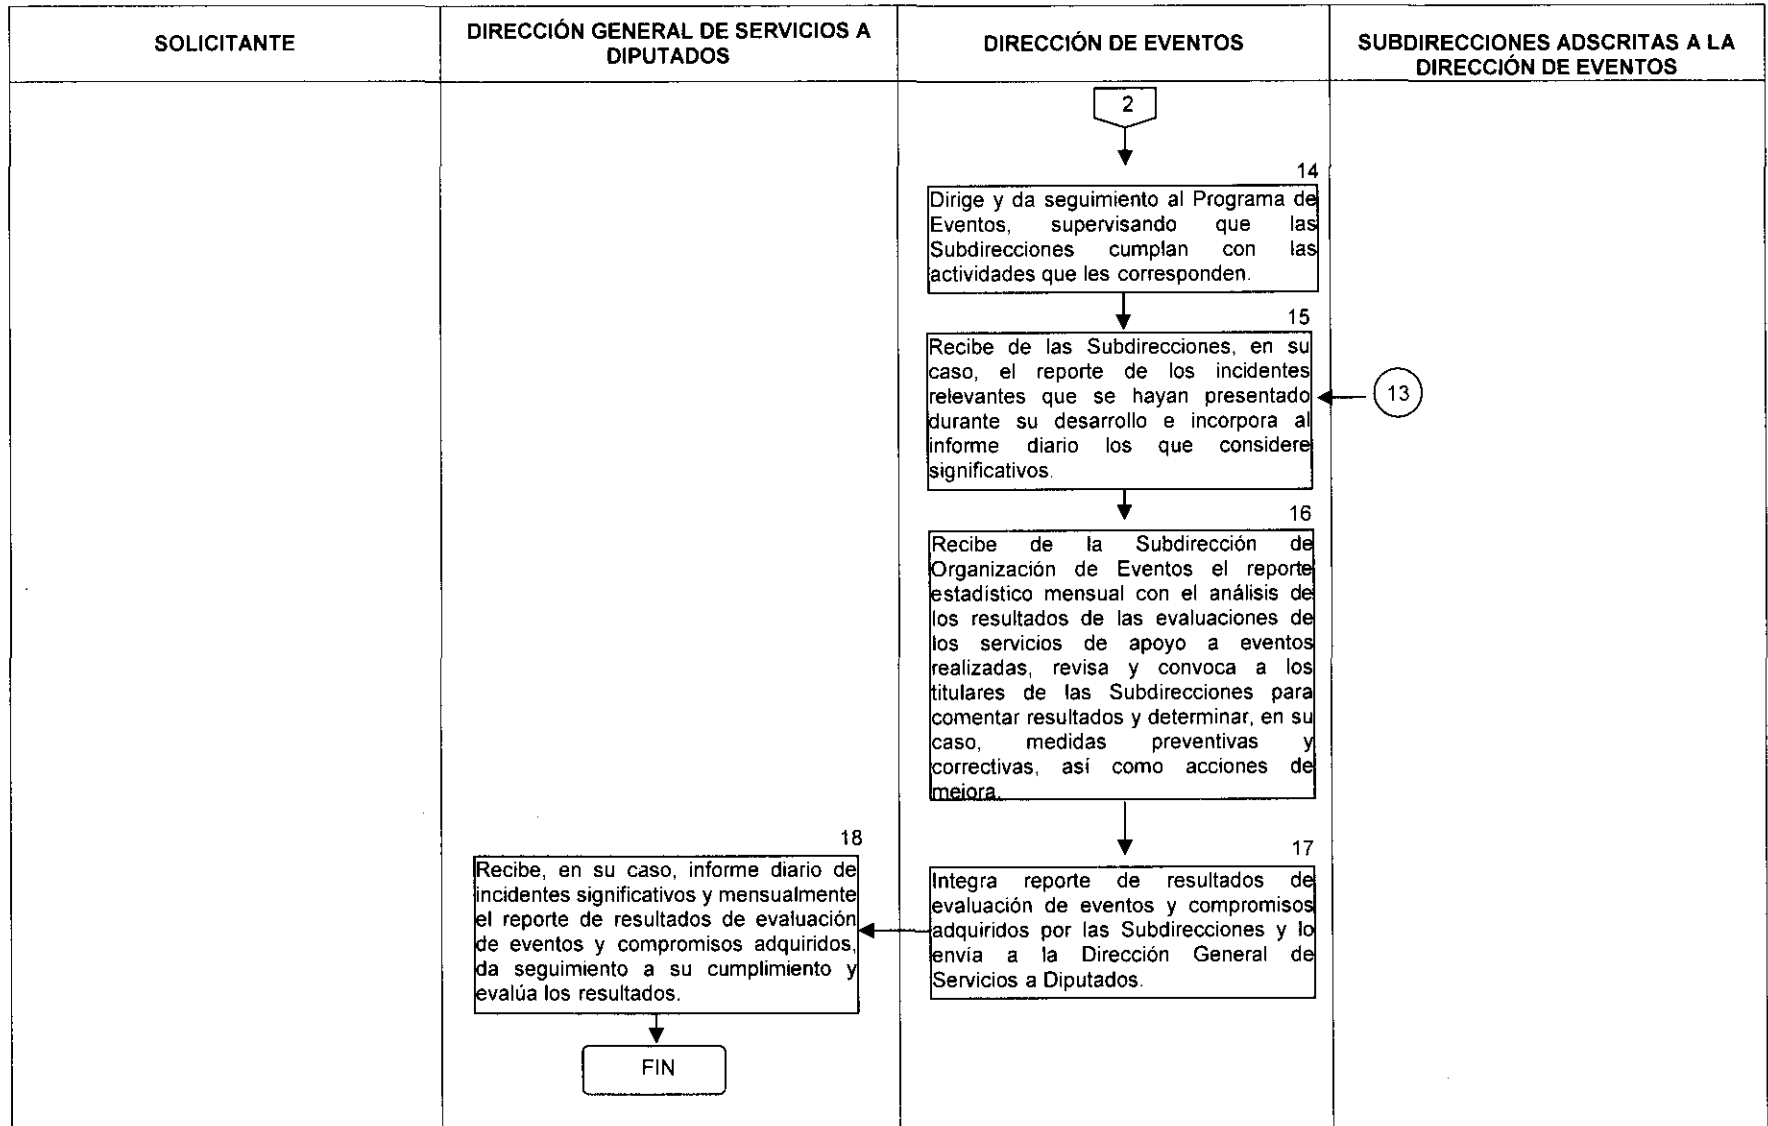 SOLICITANTE
DIRECCIÓN GENERAL DE SERVICIOS A
DIPUTADOS
DIRECCIÓN DE EVENTOS
SUBDIRECCIONES ADSCRITAS A LA
DIRECCIÓN DE EVENTOS
2
14
Dirige y da seguimiento al Programa de
Eventos, supervisando que las
Subdirecciones cumplan con las
actividades que les corresponden.
15
Recibe de las Subdirecciones, en su
caso, el reporte de los incidentes
relevantes que se hayan presentado
durante su desarrollo e incorpora al
informe diario los que considere
significativos.
13
16
Recibe de la Subdirección de
Organización de Eventos el reporte
estadístico mensual con el análisis de
los resultados de las evaluaciones de
los servicios de apoyo a eventos
realizadas, revisa y convoca a los
titulares de las Subdirecciones para
comentar resultados y determinar, en su
caso, medidas preventivas y
correctivas, así como acciones de
mejora.
17
Integra reporte de resultados de
evaluación de eventos y compromisos
adquiridos por las Subdirecciones y lo
envía a la Dirección General de
Servicios a Diputados.
18
Recibe, en su caso, informe diario de
incidentes significativos y mensualmente
el reporte de resultados de evaluación
de eventos y compromisos adquiridos,
da seguimiento a su cumplimiento y
evalúa los resultados.
FIN